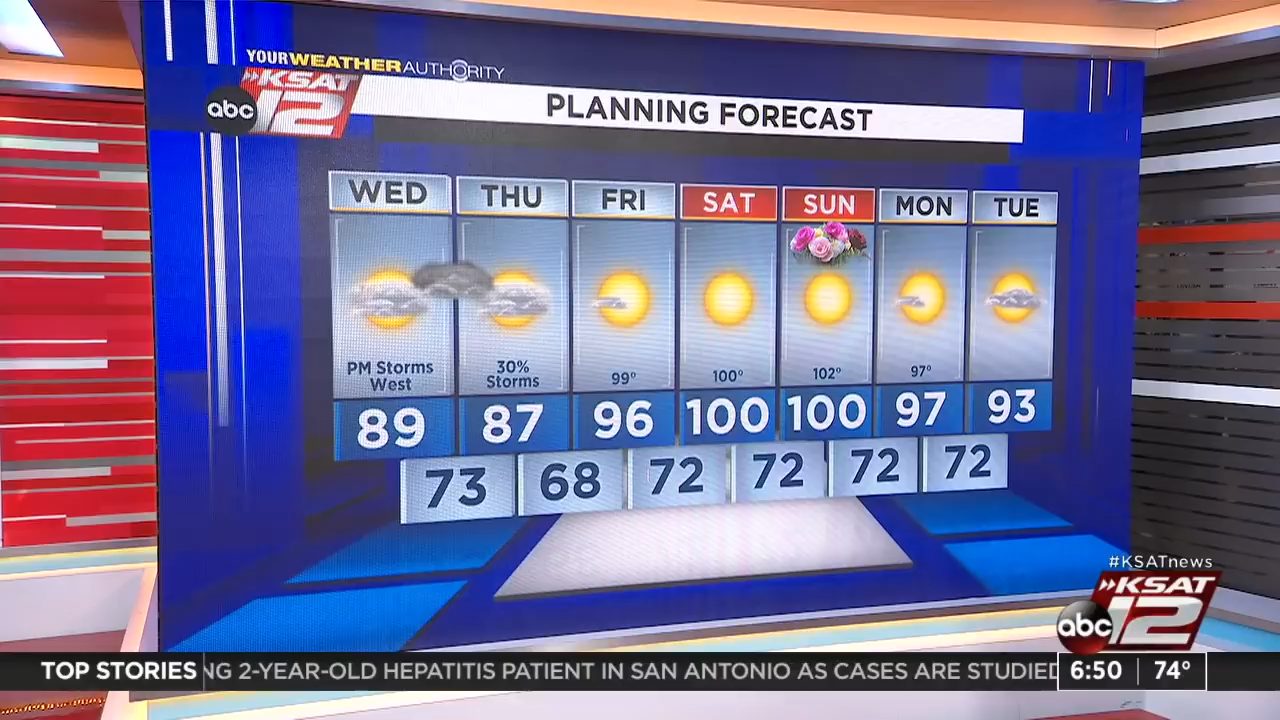 YOUR WEATHER AUTHORITY
abc KSAT 12
PLANNING FORECAST
WED THU FRI SAT SUN MON TUE
PM Storms West
30% Storms
99°
100°
102°
97°
89 87 96 100 100 97 93
73 68 72 72 72 72
#KSATnews
abc KSAT 12
TOP STORIES NG 2-YEAR-OLD HEPATITIS PATIENT IN SAN ANTONIO AS CASES ARE STUDIED 6:50 74°